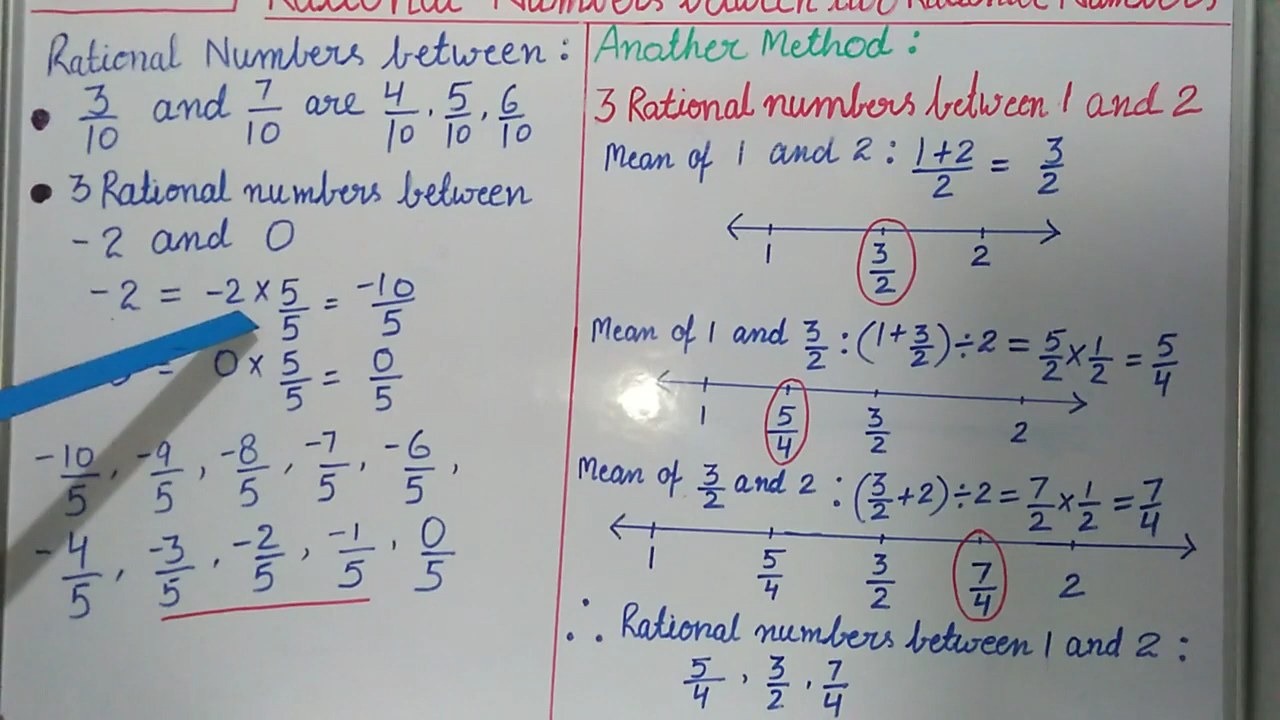 Rational Numbers between two Rational Numbers
Rational Numbers between :
• 3/10 and 7/10 are 4/10, 5/10, 6/10
• 3 Rational numbers between
-2 and 0
-2 = -2 × 5/5 = -10/5
= 0 × 5/5 = 0/5
-10/5, -9/5, -8/5, -7/5, -6/5,
-4/5, -3/5, -2/5, -1/5, 0/5
Another Method :
3 Rational numbers between 1 and 2
Mean of 1 and 2 : 1+2/2 = 3/2
1 3/2 2
Mean of 1 and 3/2 : (1+3/2)÷2 = 5/2×1/2 = 5/4
1 5/4 3/2 2
Mean of 3/2 and 2 : (3/2+2)÷2 = 7/2×1/2 = 7/4
1 5/4 3/2 7/4 2
∴ Rational numbers between 1 and 2 :
5/4, 3/2, 7/4